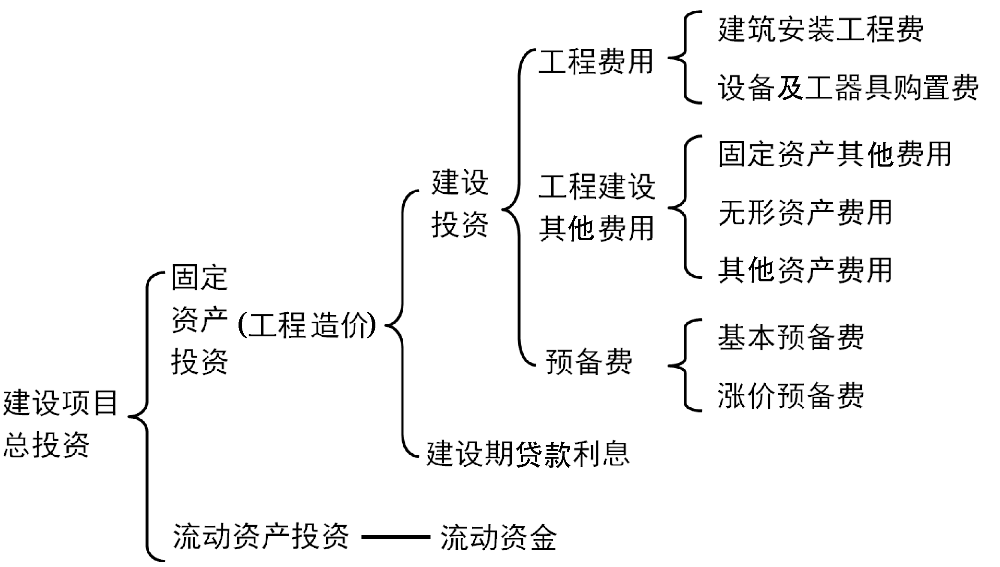 建设项目
总投资
固定
资产
投资
(工程造价)
建设
投资
工程费用
建筑安装工程费
设备及工器具购置费
工程建设
其他费用
固定资产其他费用
无形资产费用
其他资产费用
预备费
基本预备费
涨价预备费
建设期贷款利息
流动资产投资
流动资金